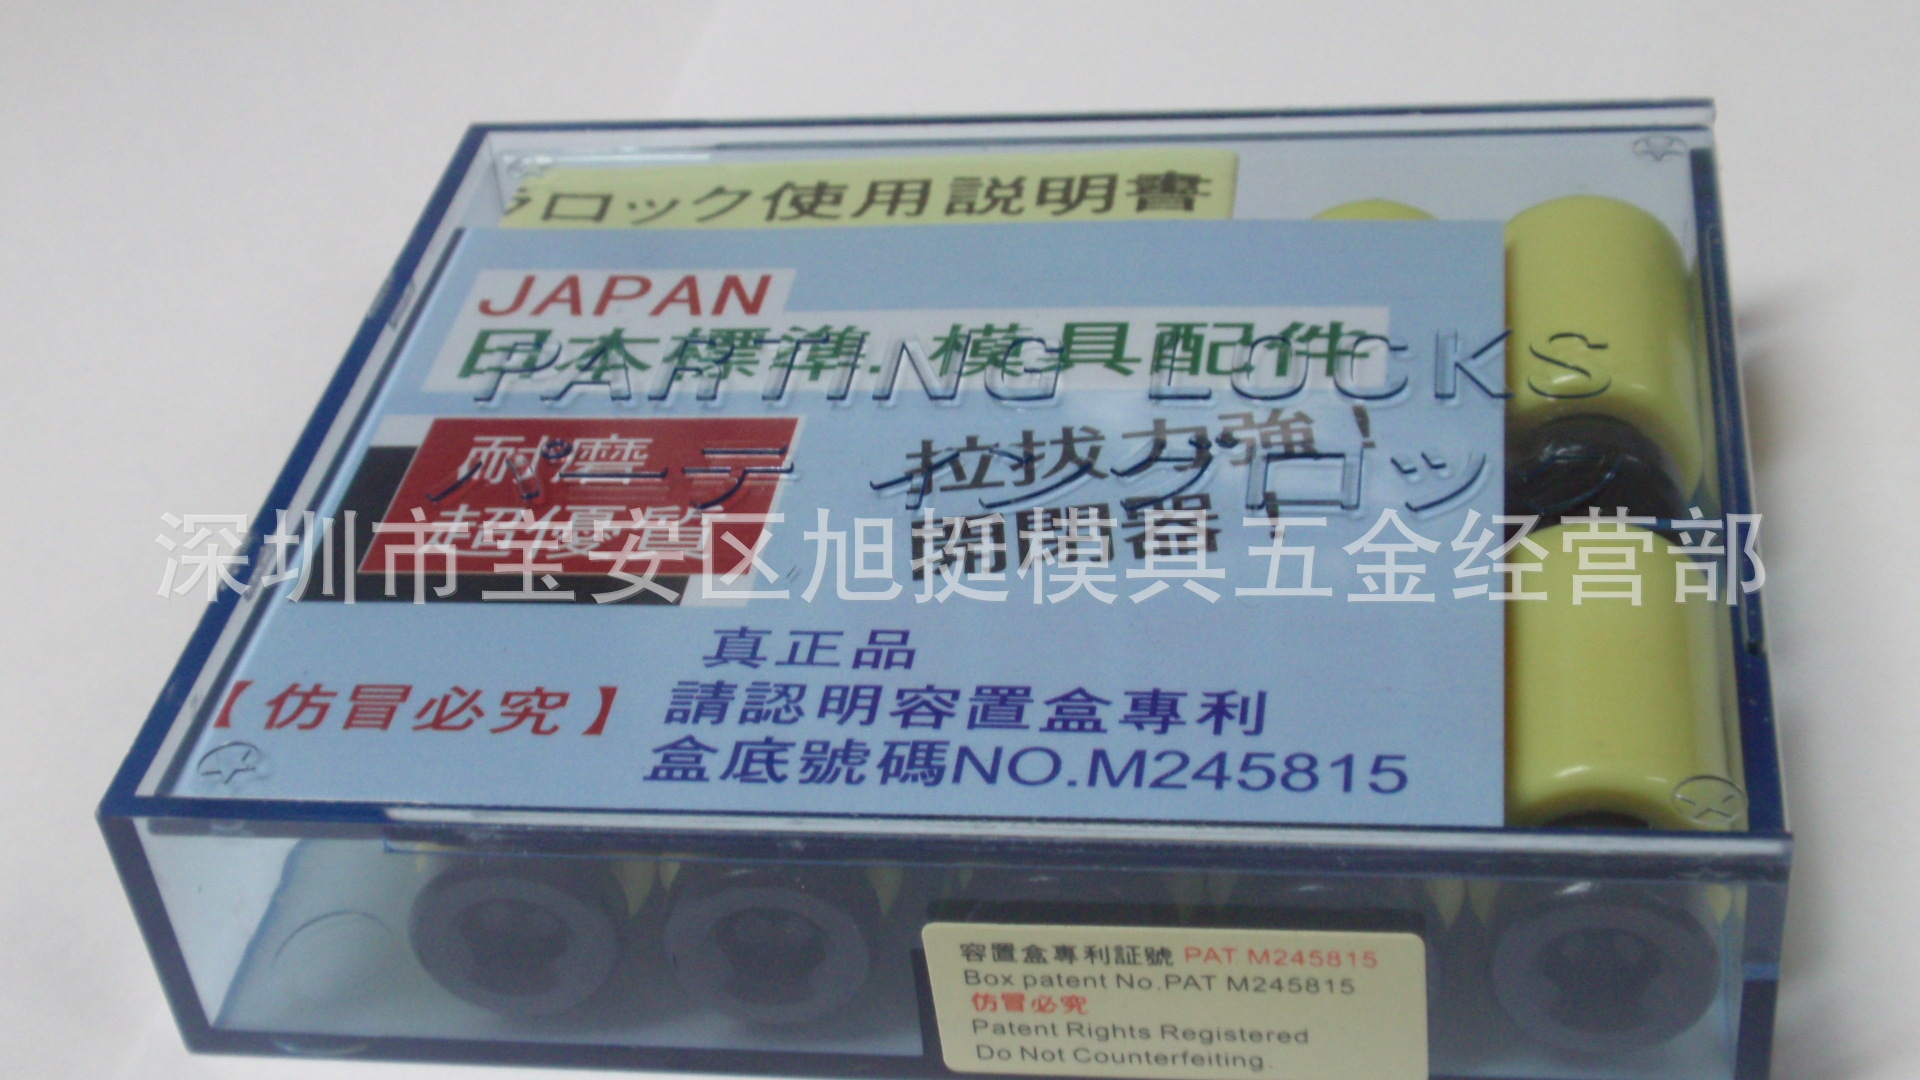 ラロック使用説明書
JAPAN
日本標準.模具配件
PARTING LOCKS
耐磨
超優質
拉拔力強!
開閉器!
パーティングロック
深圳市宝安区旭挺模具五金经营部
真正品
【仿冒必究】
請認明容置盒專利
盒底號碼NO.M245815
容置盒專利証號 PAT M245815
Box patent No.PAT M245815
仿冒必究
Patent Rights Registered
Do Not Counterfeiting.